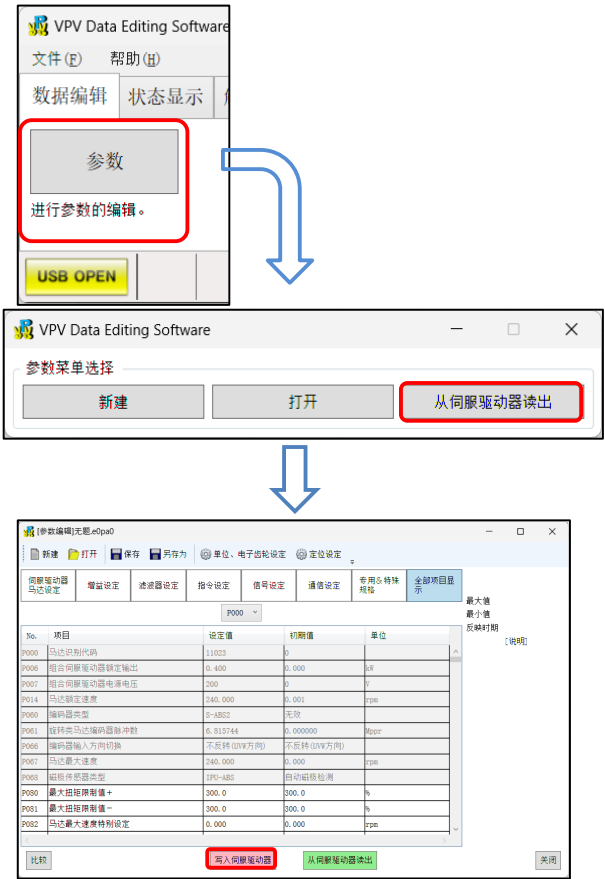 VPV Data Editing Software
文件(F) 帮助(H)
数据编辑 状态显示
参数
进行参数的编辑。
USB OPEN
VPV Data Editing Software
参数菜单选择
新建 打开 从伺服驱动器读出
[参数编辑]无题.e0pa0
新建 打开 保存 另存为 单位、电子齿轮设定 定位设定
伺服驱动器马达设定 增益设定 滤波器设定 指令设定 信号设定 通信设定 专用&特殊规格 全部项目显示
P000
最大值
最小值
反映时期
[说明]
No. 项目 设定值 初期值 单位
P000 马达识别代码 11023 0
P006 组合伺服驱动器额定输出 0.400 0.000 kW
P007 组合伺服驱动器电源电压 200 0 V
P014 马达额定速度 240.000 0.001 rpm
P060 编码器类型 S-ABS2 无效
P061 旋转类马达编码器脉冲数 6.815744 0.000000 Mppr
P066 编码器输入方向切换 不反转(UVW方向) 不反转(UVW方向)
P067 马达最大速度 240.000 0.000 rpm
P068 磁极传感器类型 IPU-ABS 自动磁极检测
P080 最大扭矩限制值+ 300.0 300.0 %
P081 最大扭矩限制值- 300.0 300.0 %
P082 马达最大速度特别设定 0.000 0.000 rpm
比较 写入伺服驱动器 从伺服驱动器读出 关闭